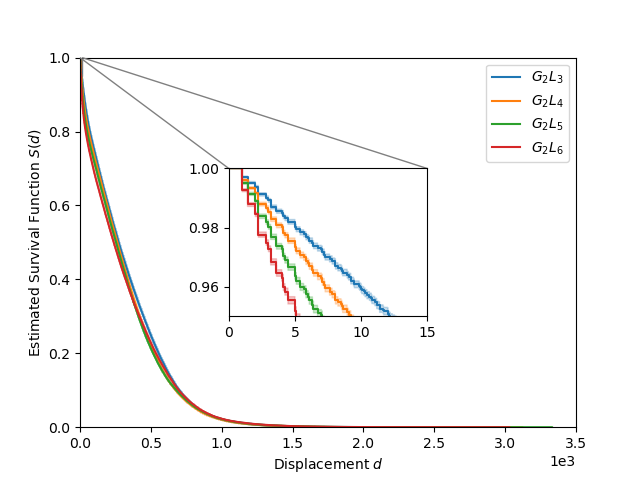 1.0
0.8
0.6
0.4
0.2
0.0
Estimated Survival Function S(d)
G₂L₃
G₂L₄
G₂L₅
G₂L₆
1.00
0.98
0.96
0 5 10 15
0.0 0.5 1.0 1.5 2.0 2.5 3.0 3.5
1e3
Displacement d